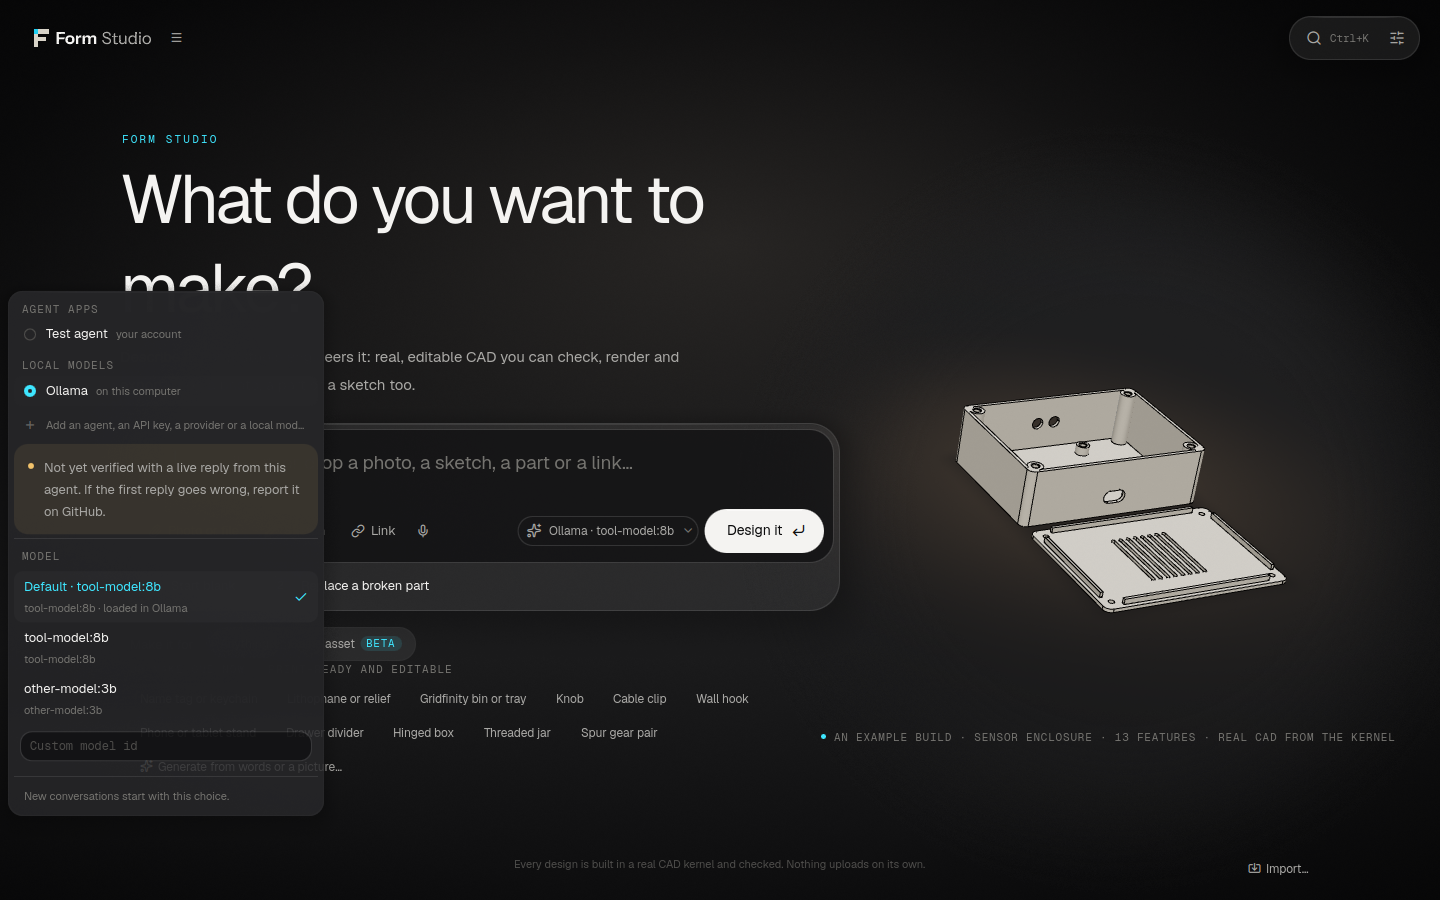 Form Studio
Ctrl+K
FORM STUDIO
What do you want to
make?
AGENT APPS
Test agent your account
LOCAL MODELS
Ollama on this computer
Add an agent, an API key, a provider or a local mod…
Not yet verified with a live reply from this
agent. If the first reply goes wrong, report it
on GitHub.
MODEL
Default · tool-model:8b
tool-model:8b · loaded in Ollama
tool-model:8b
tool-model:8b
other-model:3b
other-model:3b
Custom model id
New conversations start with this choice.
eers it: real, editable CAD you can check, render and
a sketch too.
op a photo, a sketch, a part or a link…
Link
Ollama · tool-model:8b
Design it
lace a broken part
asset BETA
EADY AND EDITABLE
nane or relief Gridfinity bin or tray Knob Cable clip Wall hook
Phone or tablet stand Drawer divider Hinged box Threaded jar Spur gear pair
Generate from words or a picture…
AN EXAMPLE BUILD · SENSOR ENCLOSURE · 13 FEATURES · REAL CAD FROM THE KERNEL
Every design is built in a real CAD kernel and checked. Nothing uploads on its own.
Import…